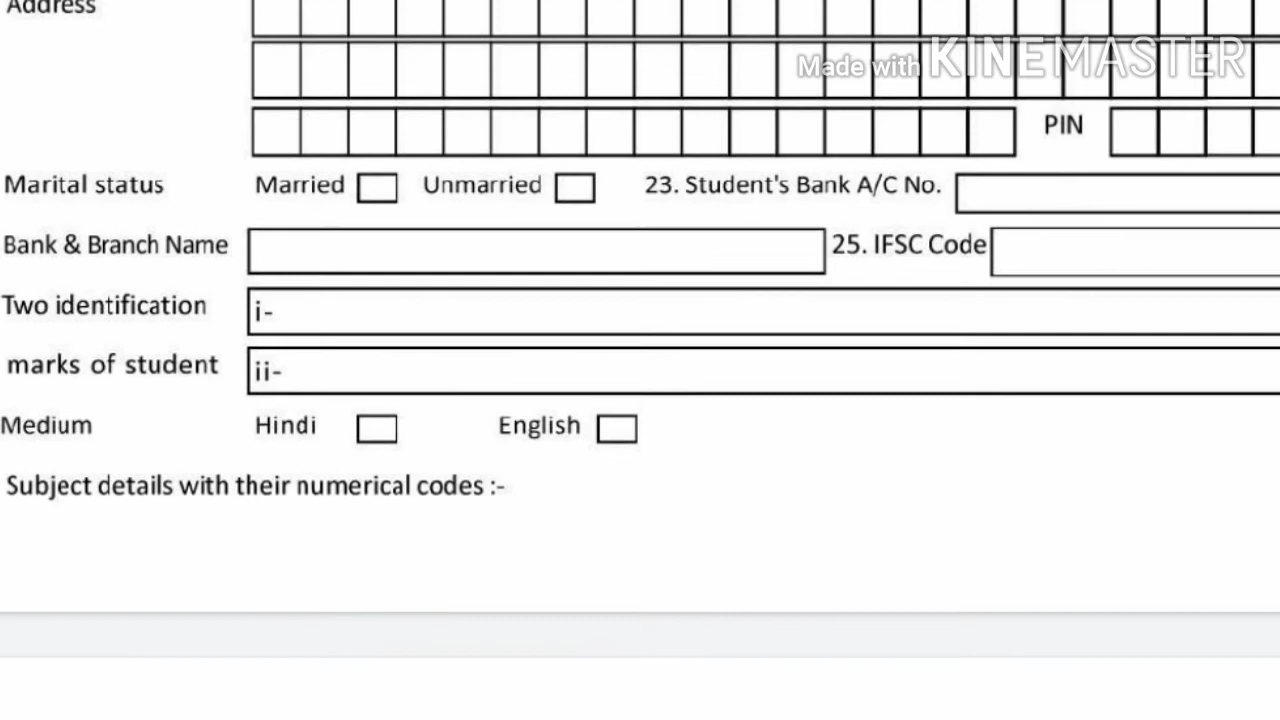 Address
Made with KINEMASTER
PIN
Marital status Married Unmarried 23. Student's Bank A/C No.
Bank & Branch Name 25. IFSC Code
Two identification i-
marks of student ii-
Medium Hindi English
Subject details with their numerical codes :-